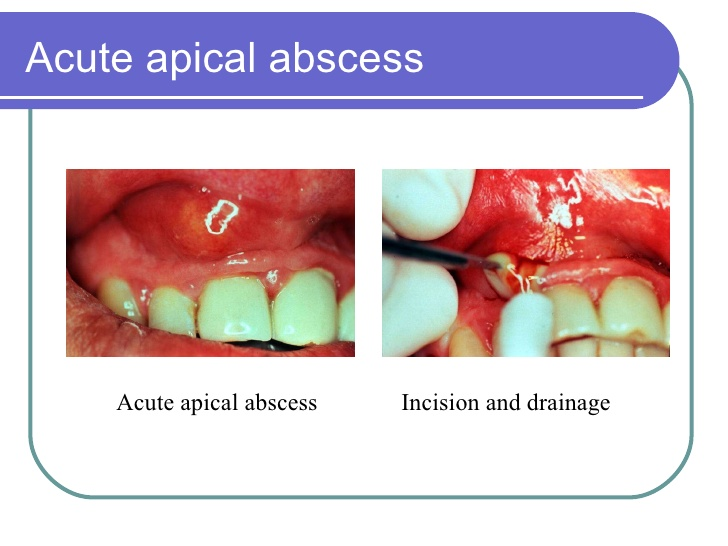 Acute apical abscess
Acute apical abscess
Incision and drainage